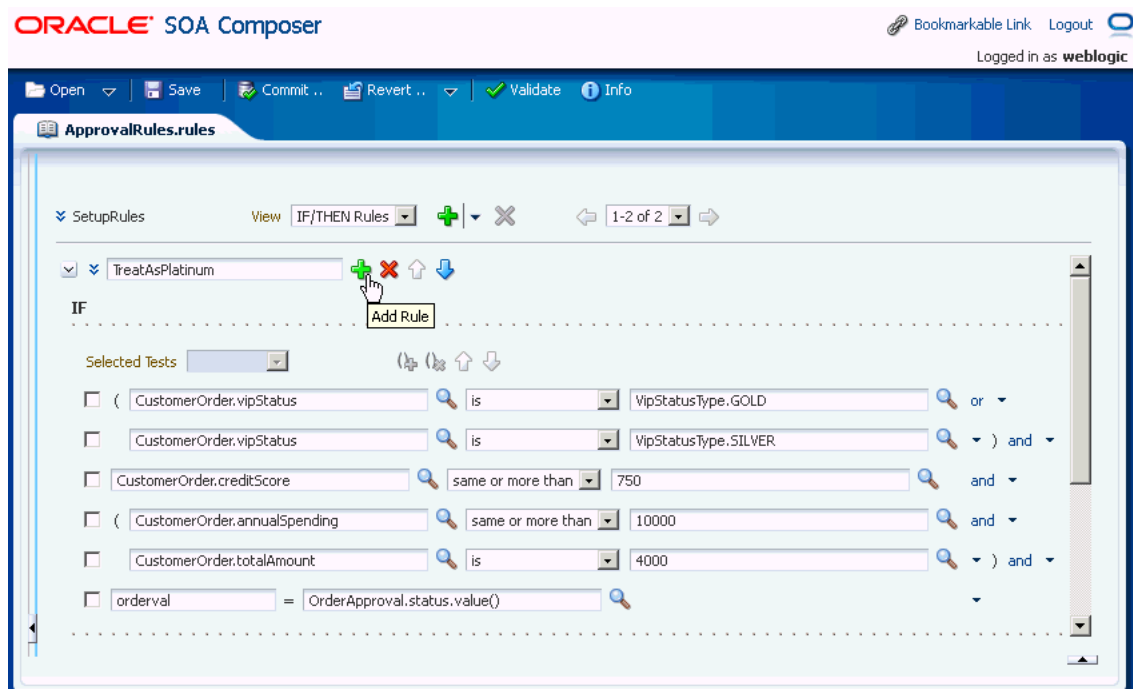 ORACLE SOA Composer
Bookmarkable Link Logout
Logged in as weblogic
Open Save Commit .. Revert .. Validate Info
ApprovalRules.rules
SetupRules View IF/THEN Rules 1-2 of 2
TreatAsPlatinum
Add Rule
IF
Selected Tests
( CustomerOrder.vipStatus is VipStatusType.GOLD or
CustomerOrder.vipStatus is VipStatusType.SILVER ) and
CustomerOrder.creditScore same or more than 750 and
( CustomerOrder.annualSpending same or more than 10000 and
CustomerOrder.totalAmount is 4000 ) and
orderval = OrderApproval.status.value()